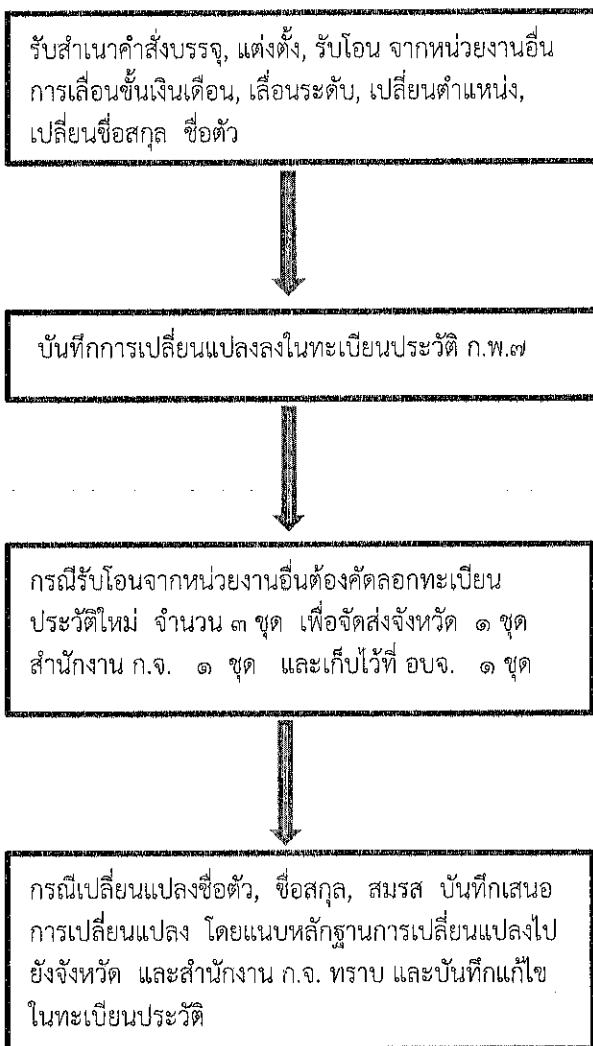 รับสำเนาคำสั่งบรรจุ, แต่งตั้ง, รับโอน จากหน่วยงานอื่น
การเลื่อนขั้นเงินเดือน, เลื่อนระดับ, เปลี่ยนตำแหน่ง,
เปลี่ยนชื่อสกุล ชื่อตัว
บันทึกการเปลี่ยนแปลงลงในทะเบียนประวัติ ก.พ.๗
กรณีรับโอนจากหน่วยงานอื่นต้องคัดลอกทะเบียน
ประวัติใหม่ จำนวน ๓ ชุด เพื่อจัดส่งจังหวัด ๑ ชุด
สำนักงาน ก.จ. ๑ ชุด และเก็บไว้ที่ อบจ. ๑ ชุด
กรณีเปลี่ยนแปลงชื่อตัว, ชื่อสกุล, สมรส บันทึกเสนอ
การเปลี่ยนแปลง โดยแนบหลักฐานการเปลี่ยนแปลงไป
ยังจังหวัด และสำนักงาน ก.จ. ทราบ และบันทึกแก้ไข
ในทะเบียนประวัติ